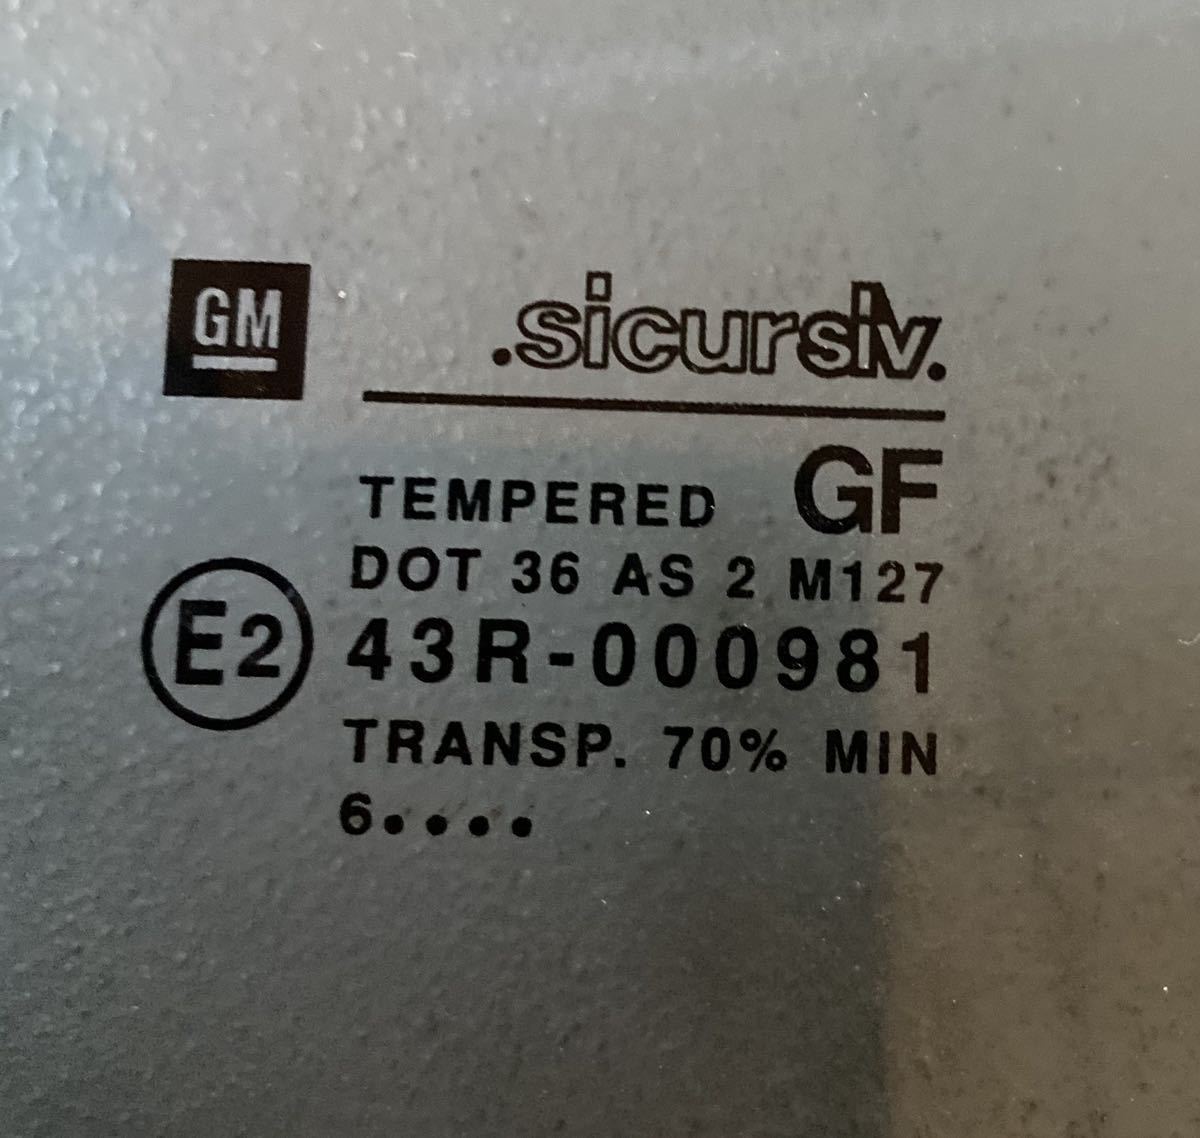 GM
.sicursiv.
TEMPERED GF
DOT 36 AS 2 M127
E2 43R-000981
TRANSP. 70% MIN
6••••